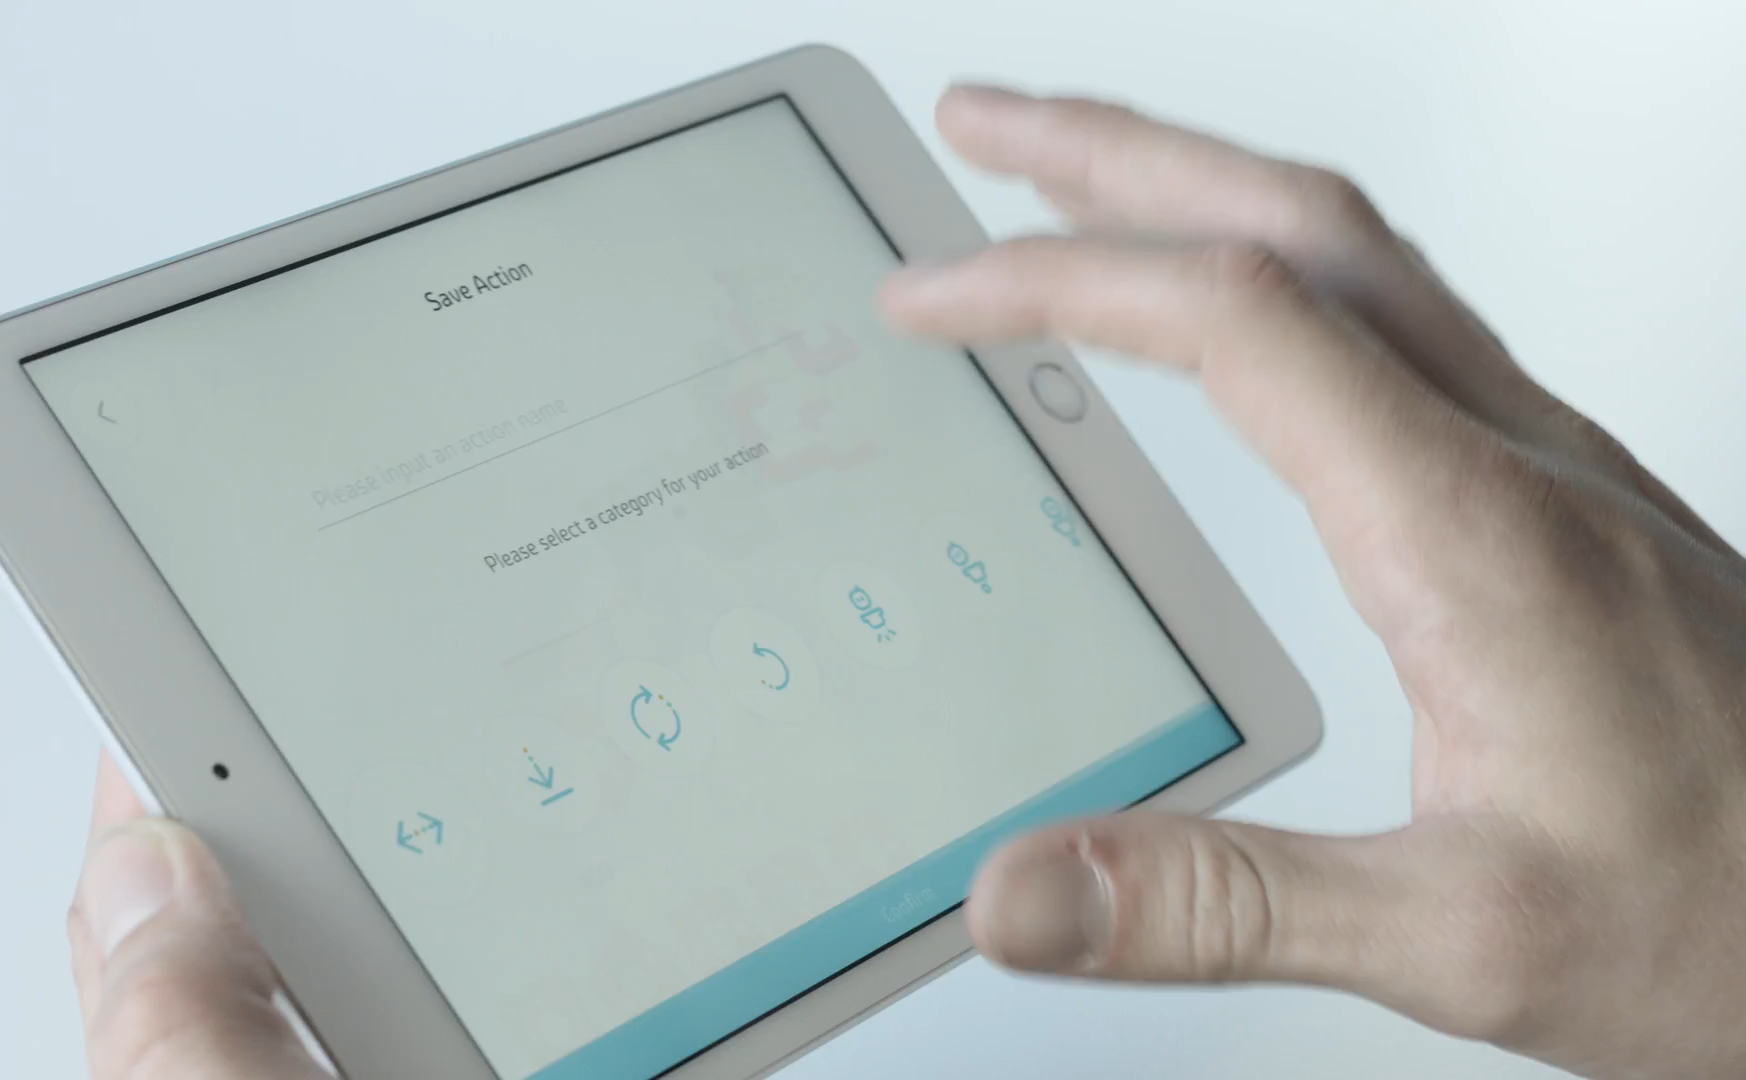 Save Action
Please input an action name
Please select a category for your action
Confirm